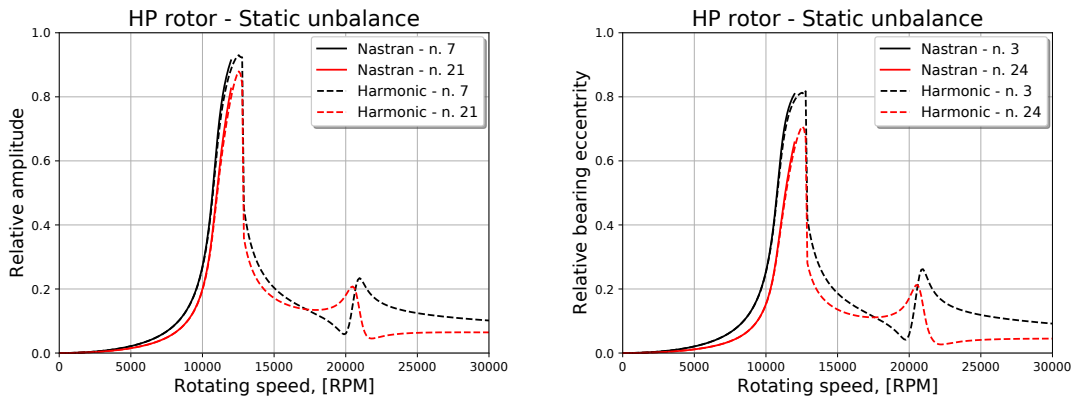 HP rotor - Static unbalance
Relative amplitude
1.0
0.8
0.6
0.4
0.2
0.0
Nastran - n. 7
Nastran - n. 21
Harmonic - n. 7
Harmonic - n. 21
0 5000 10000 15000 20000 25000 30000
Rotating speed, [RPM]
HP rotor - Static unbalance
Relative bearing eccentrity
1.0
0.8
0.6
0.4
0.2
0.0
Nastran - n. 3
Nastran - n. 24
Harmonic - n. 3
Harmonic - n. 24
0 5000 10000 15000 20000 25000 30000
Rotating speed, [RPM]